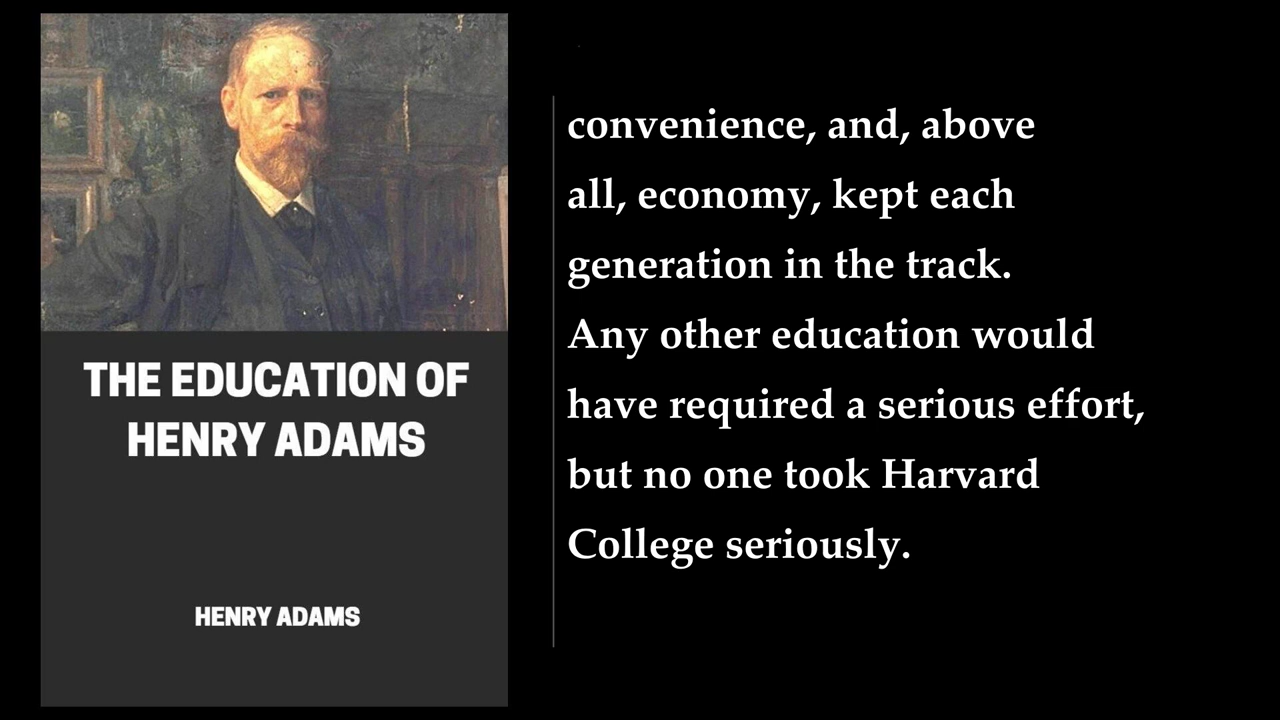 THE EDUCATION OF
HENRY ADAMS
HENRY ADAMS
convenience, and, above
all, economy, kept each
generation in the track.
Any other education would
have required a serious effort,
but no one took Harvard
College seriously.